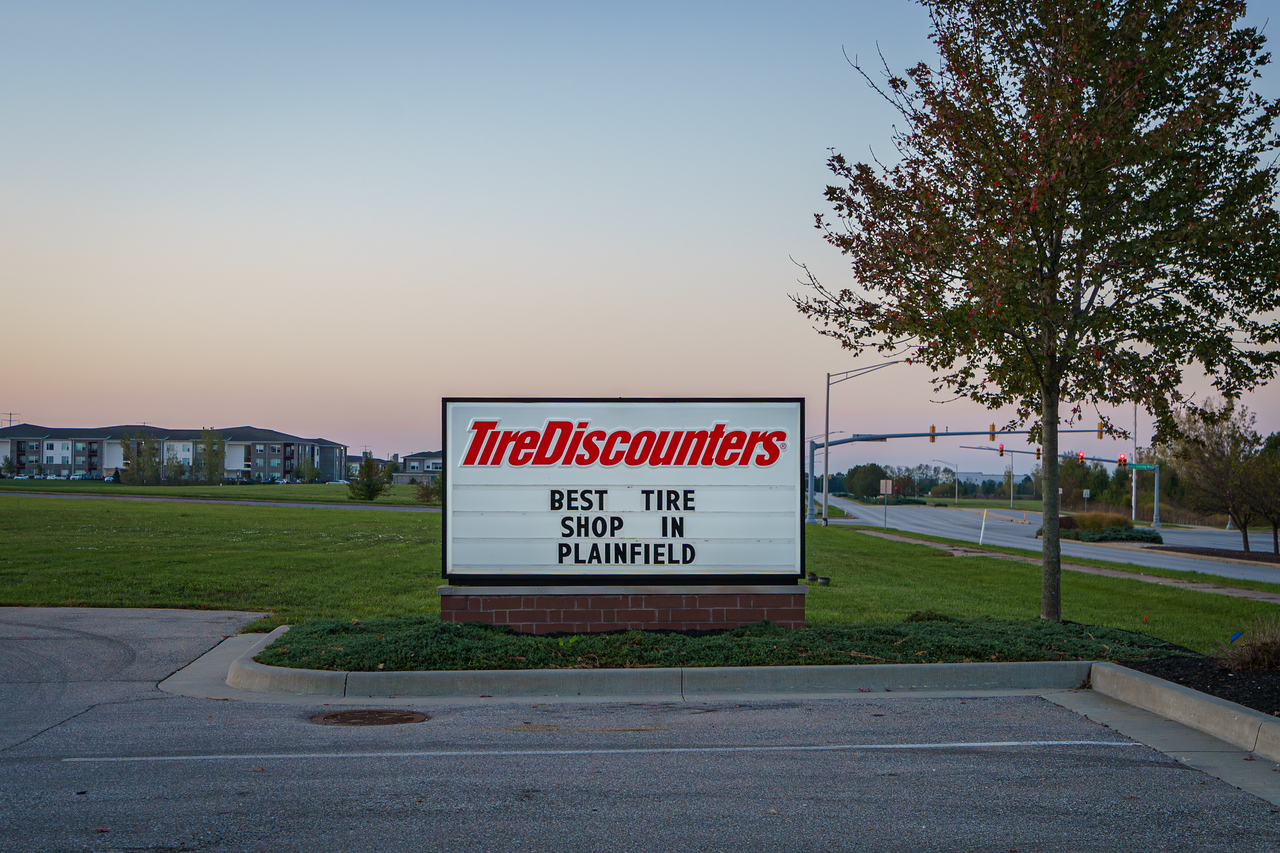 TireDiscounters®
BEST TIRE
SHOP IN
PLAINFIELD